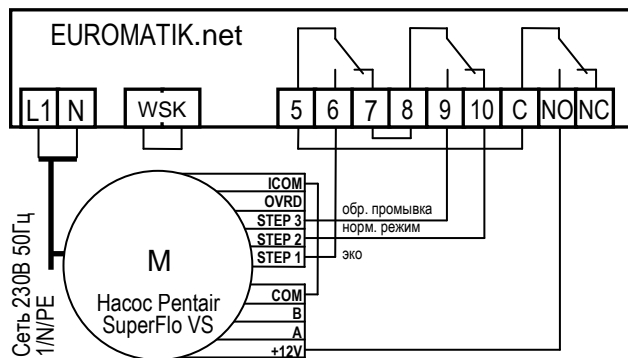 EUROMATIK.net
L1 N WSK 5 6 7 8 9 10 C NO NC
ICOM
OVRD
STEP 3 обр. промывка
STEP 2 норм. режим
STEP 1 эко
M
Насос Pentair
SuperFlo VS
COM
B
A
+12V
Сеть 230В 50Гц
1/N/PE